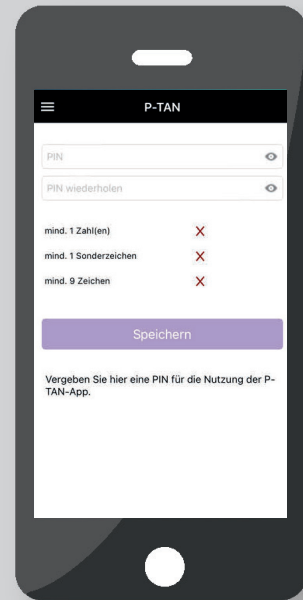 P-TAN
PIN
PIN wiederholen
mind. 1 Zahl(en)
mind. 1 Sonderzeichen
mind. 9 Zeichen
Speichern
Vergeben Sie hier eine PIN für die Nutzung der P-
TAN-App.